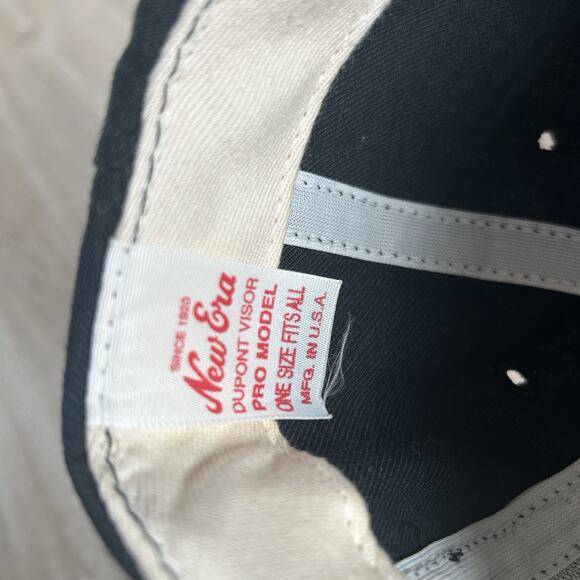 SINCE 1920
New Era
DUPONT VISOR
PRO MODEL
ONE SIZE FITS ALL
MFG. IN U.S.A.